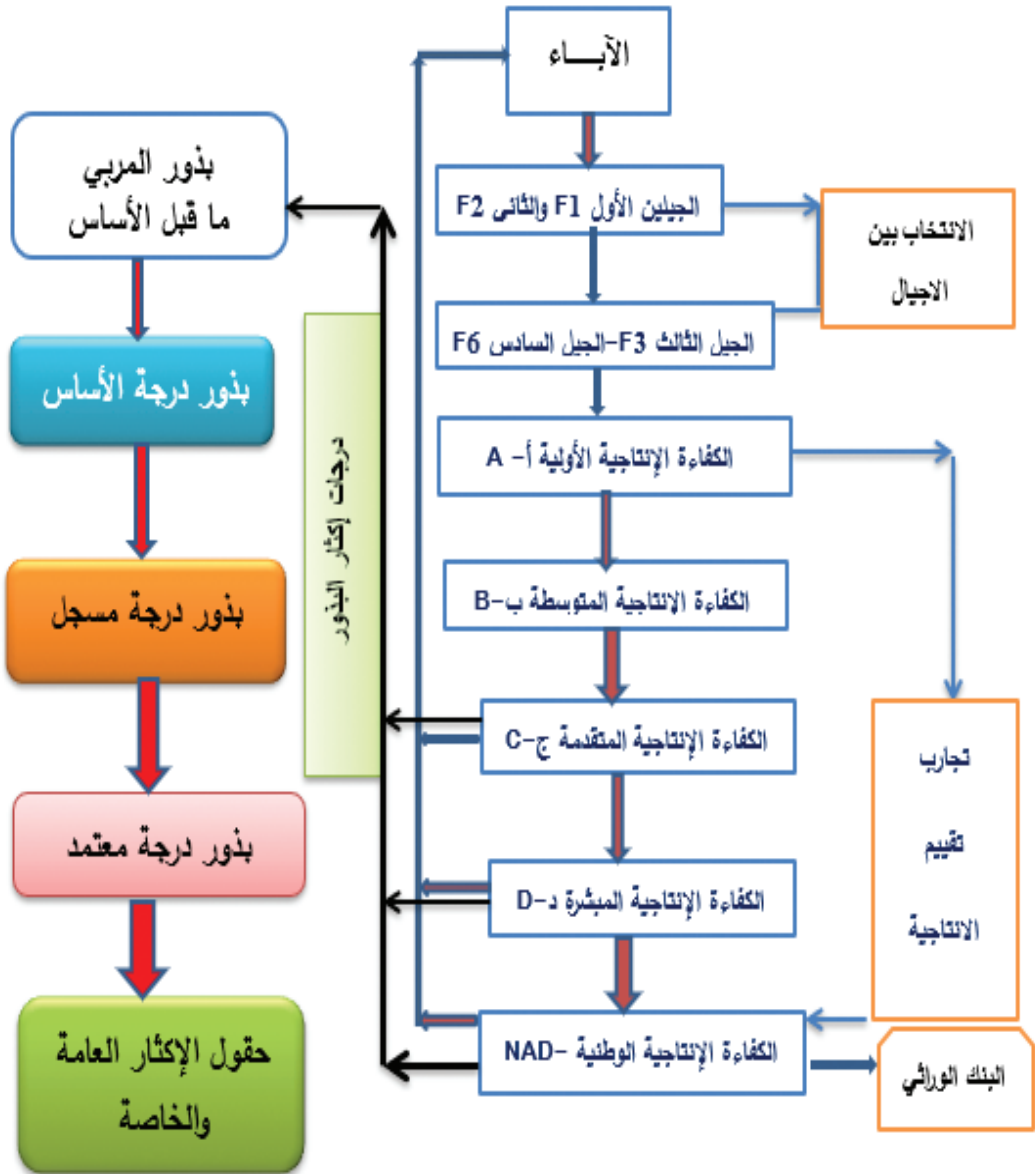 الآبـــاء
الجيلين الأول F1 والثانى F2
الانتخاب بين
الاجيال
الجيل الثالث F3-الجيل السادس F6
الكفاءة الإنتاجية الأولية أ- A
الكفاءة الانتاجية المتوسطة ب-B
الكفاءة الإنتاجية المتقدمة ج-C
الكفاءة الإنتاجية المبشرة د-D
الكفاءة الإنتاجية الوطنية -NAD
تجارب
تقييم
الانتاجية
البنك الوراثي
درجات إكثار البذور
بذور المربي
ما قبل الأساس
بذور درجة الأساس
بذور درجة مسجل
بذور درجة معتمد
حقول الإكثار العامة
والخاصة